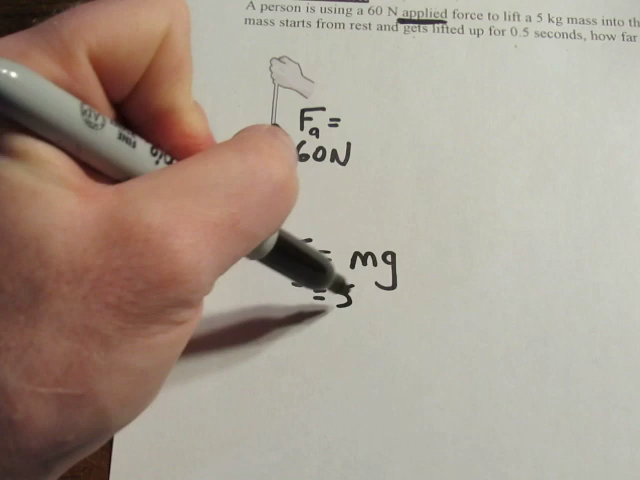 A person is using a 60 N applied force to lift a 5 kg mass into
mass starts from rest and gets lifted up for 0.5 seconds, how far
Fa =
60N
= mg
= 5